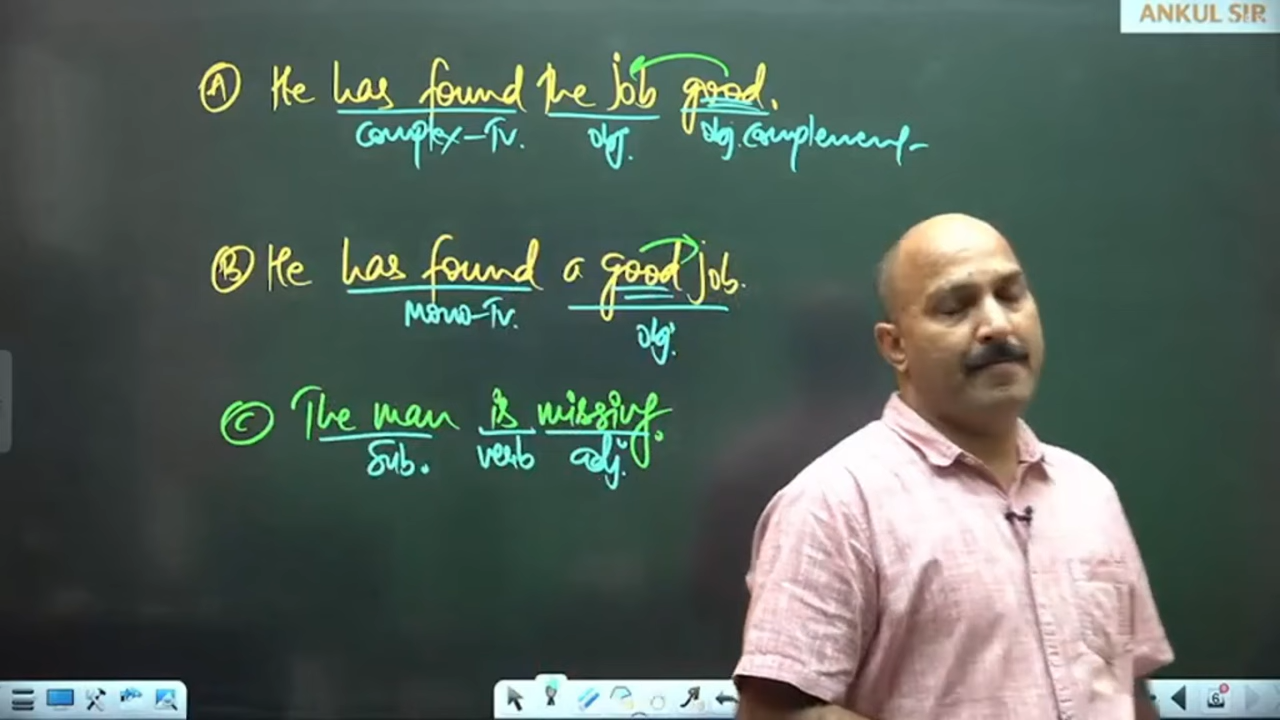 ANKUL SIR
Ⓐ He has found the job good.
complex-Tv. obj. obj. complement
Ⓑ He has found a good job.
Mono-Tv. obj.
Ⓒ The man is missing.
Sub. verb adj.
6